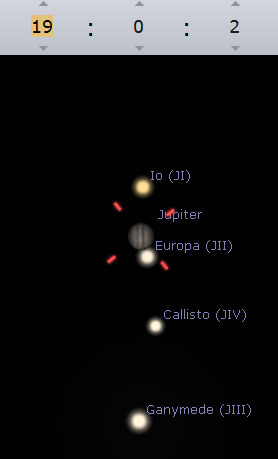 19 : 0 : 2
Io (JI)
Jupiter
Europa (JII)
Callisto (JIV)
Ganymede (JIII)